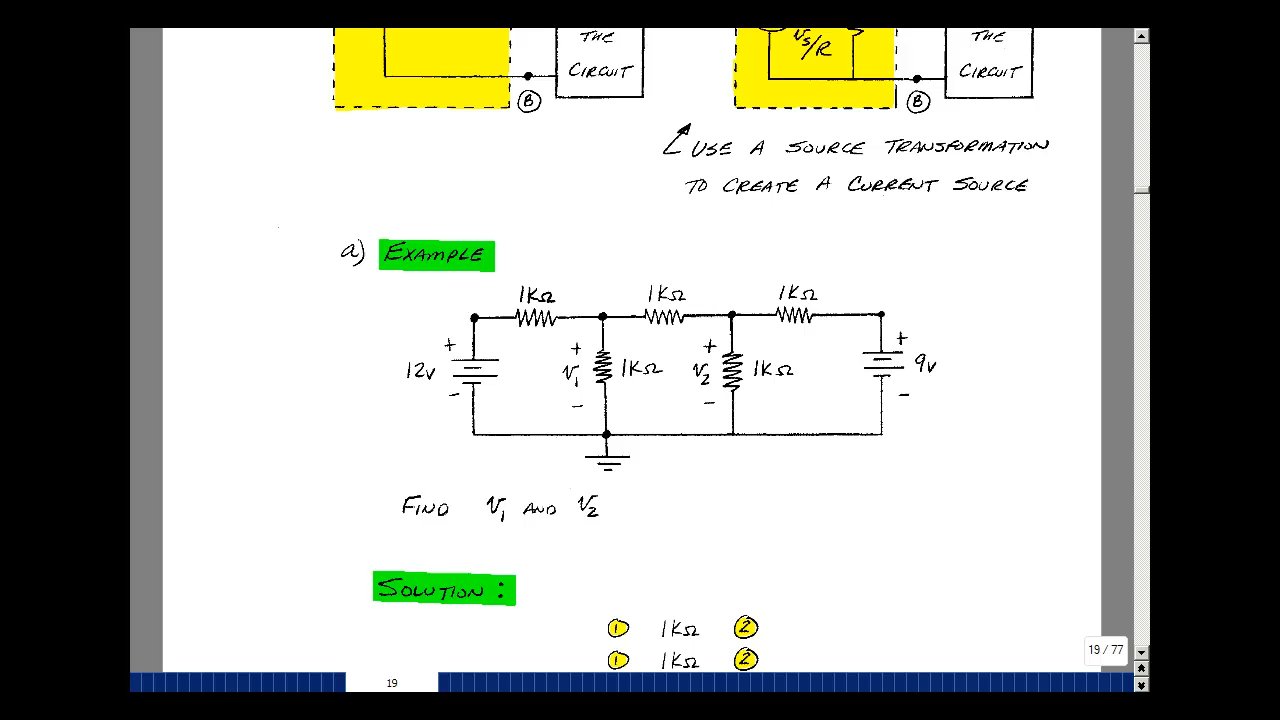 THE
CIRCUIT
B
Vs/R
THE
CIRCUIT
B
USE A SOURCE TRANSFORMATION
TO CREATE A CURRENT SOURCE
a) EXAMPLE
1KΩ 1KΩ 1KΩ
+ + +
12V V1 1KΩ V2 1KΩ 9V
- - - -
FIND V1 AND V2
SOLUTION:
1 1KΩ 2
1 1KΩ 2
19 / 77
19